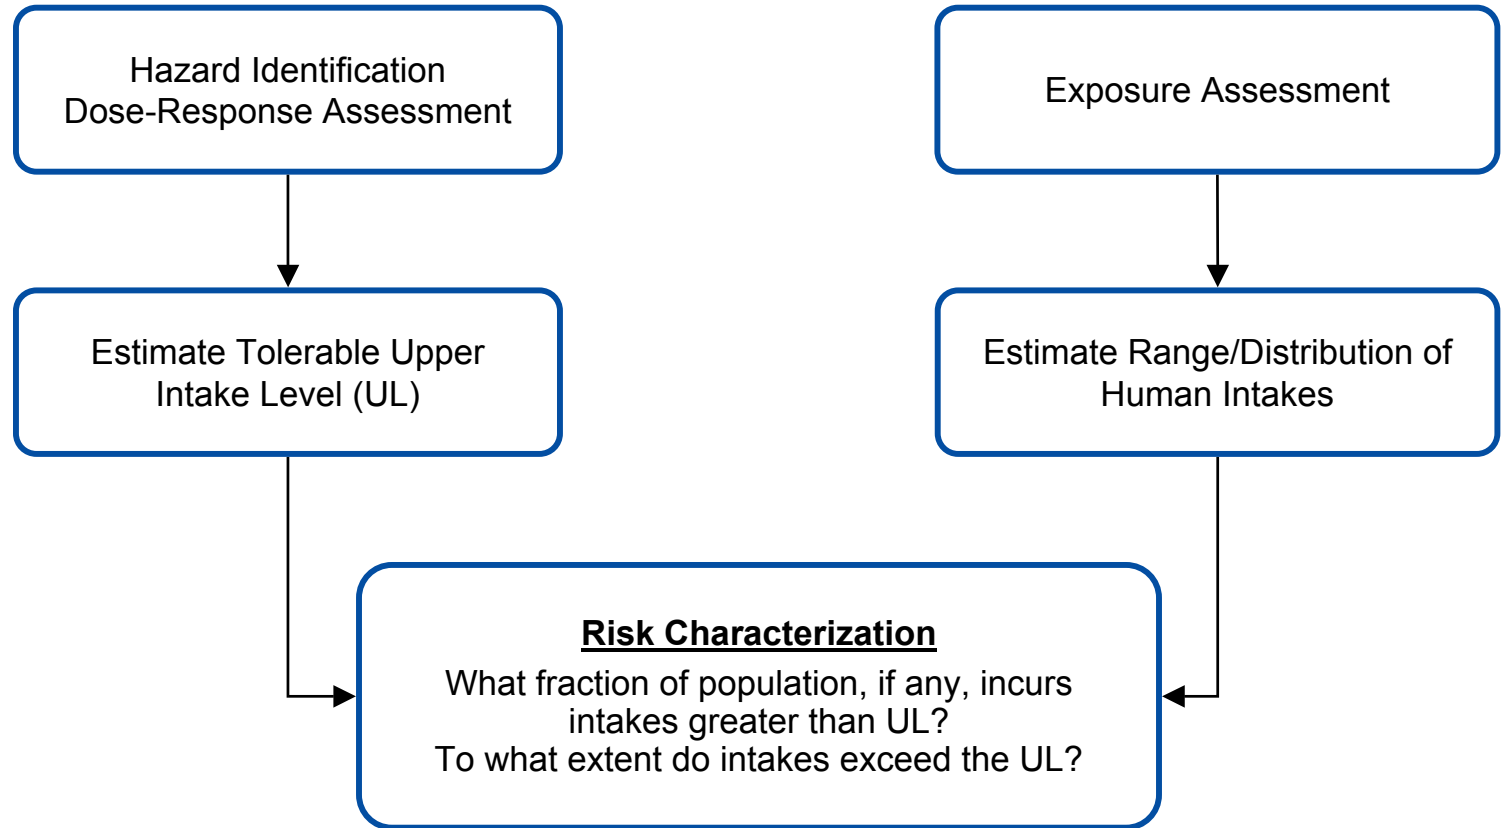 Hazard Identification
Dose-Response Assessment
Exposure Assessment
Estimate Tolerable Upper
Intake Level (UL)
Estimate Range/Distribution of
Human Intakes
Risk Characterization
What fraction of population, if any, incurs
intakes greater than UL?
To what extent do intakes exceed the UL?